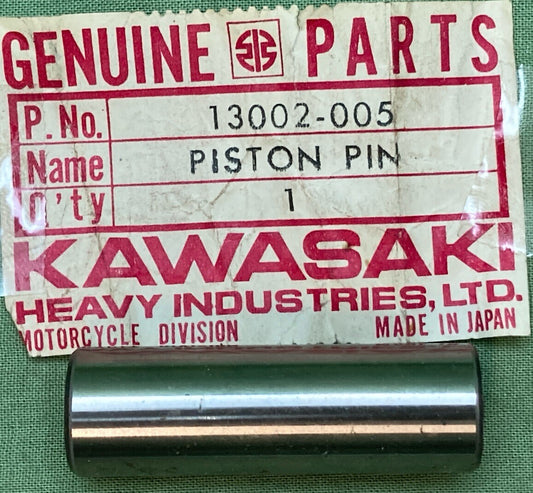 GENUINE PARTS
P. No. 13002-005
Name PISTON PIN
Q'ty 1
KAWASAKI
HEAVY INDUSTRIES, LTD.
MOTORCYCLE DIVISION MADE IN JAPAN